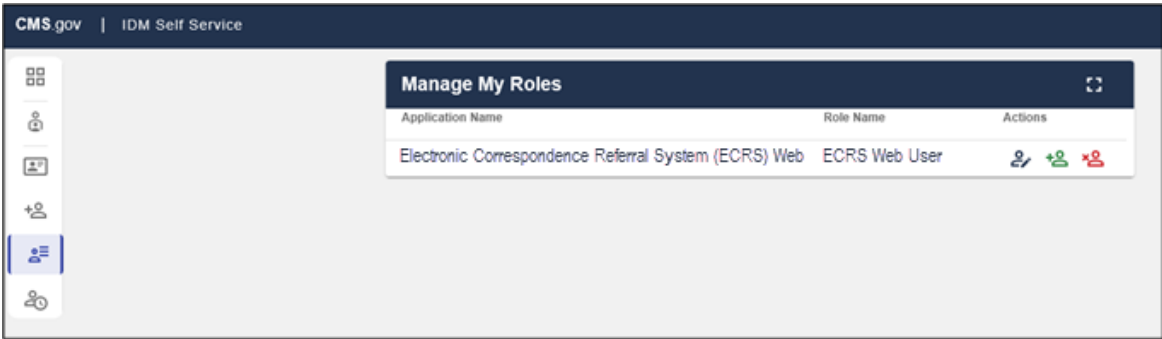 CMS.gov | IDM Self Service
Manage My Roles
Application Name Role Name Actions
Electronic Correspondence Referral System (ECRS) Web ECRS Web User